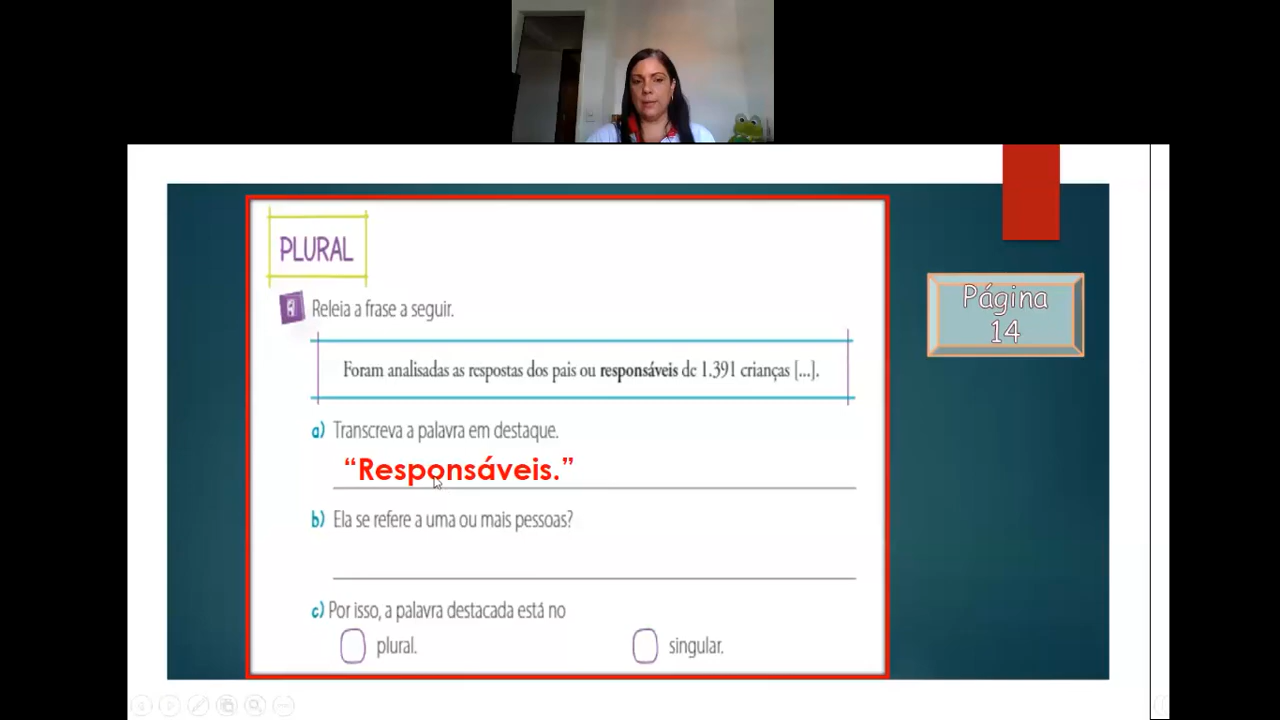 PLURAL
Releia a frase a seguir.
Foram analisadas as respostas dos pais ou responsáveis de 1.391 crianças [...].
a) Transcreva a palavra em destaque.
“Responsáveis.”
b) Ela se refere a uma ou mais pessoas?
c) Por isso, a palavra destacada está no
plural.
singular.
Página
14